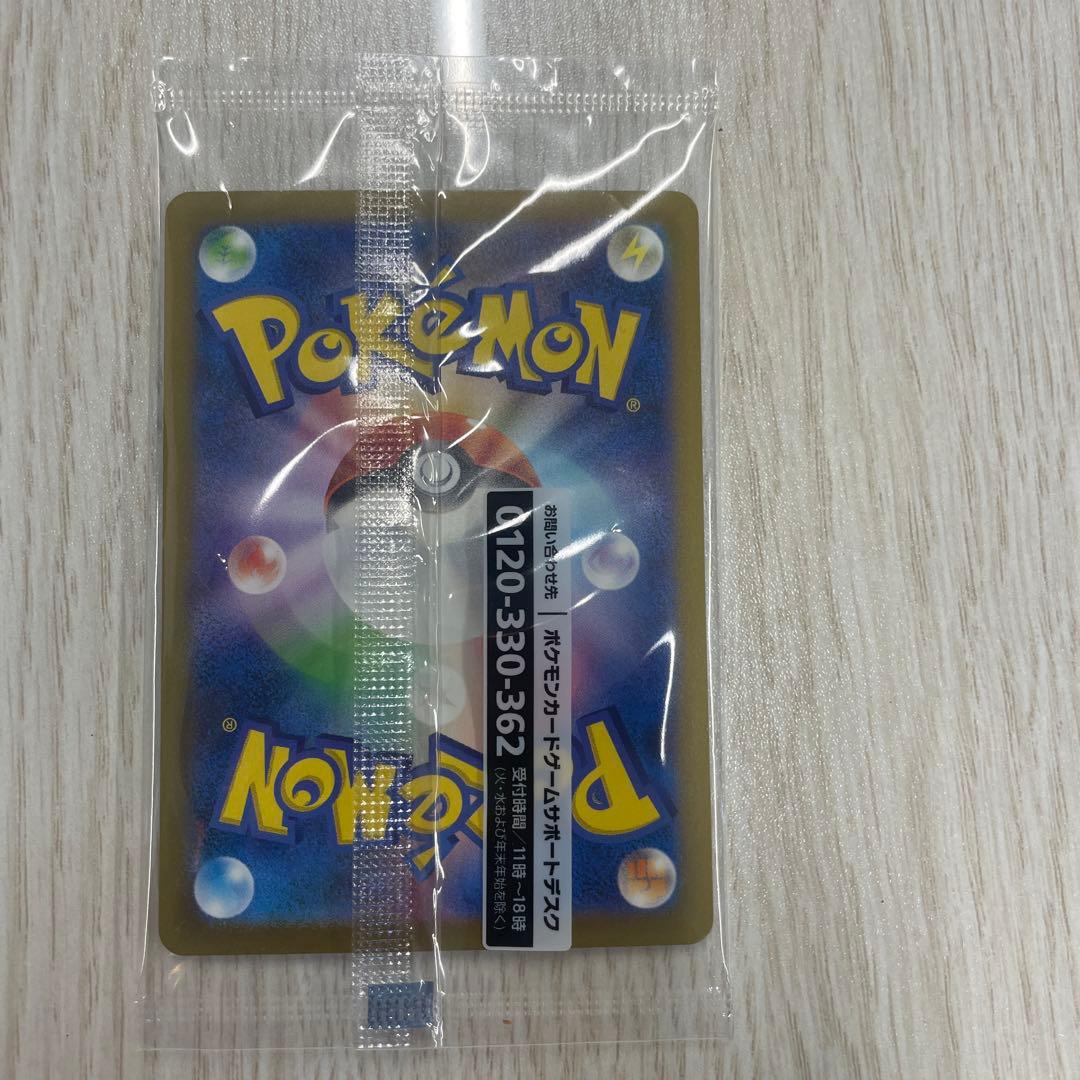 POKéMON
®
お問い合わせ先 | ポケモンカードゲームサポートデスク
0120-330-362 受付時間/11時~18時
(火・水および年末年始を除く)
POKéMON
®